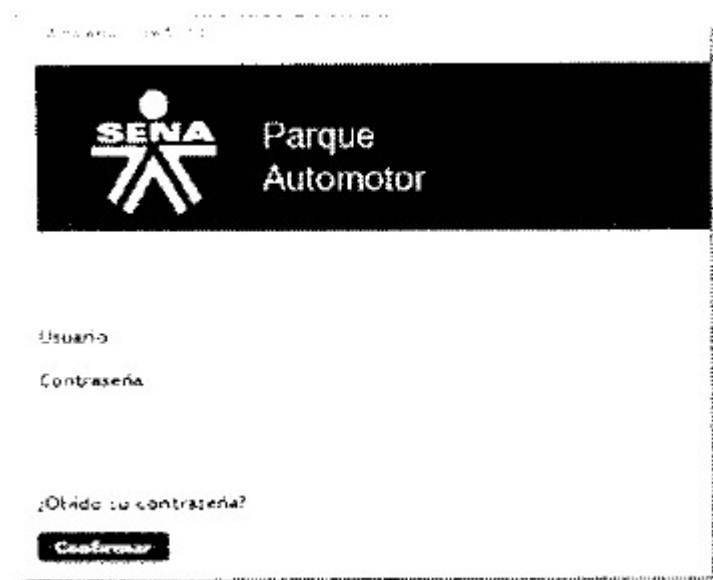 SENA
Parque
Automotor
Usuario
Contraseña
¿Olvido su contraseña?
Confirmar